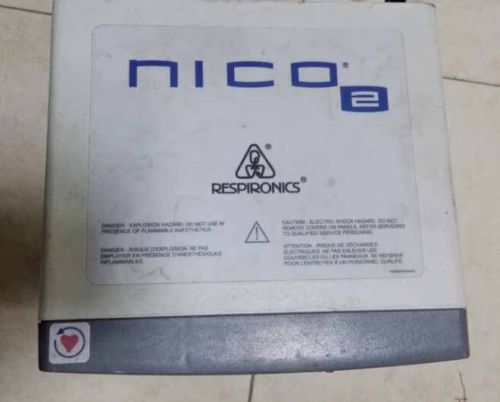 nico® 2
RESPIRONICS®
DANGER - EXPLOSION HAZARD. DO NOT USE IN
PRESENCE OF FLAMMABLE ANESTHETICS.
DANGER - RISQUE D'EXPLOSION. NE PAS
EMPLOYER EN PRÉSENCE D'ANESTHÉSIQUES
INFLAMMABLES.
CAUTION - ELECTRIC SHOCK HAZARD. DO NOT
REMOVE COVERS OR PANELS. REFER SERVICING
TO QUALIFIED SERVICE PERSONNEL.
ATTENTION - RISQUE DE DÉCHARGES
ÉLECTRIQUES. NE PAS ENLEVER LES
COUVERCLES OU LES PANNEAUX. SE RÉFÉRER
POUR L'ENTRETIEN À UN PERSONNEL QUALIFIÉ.